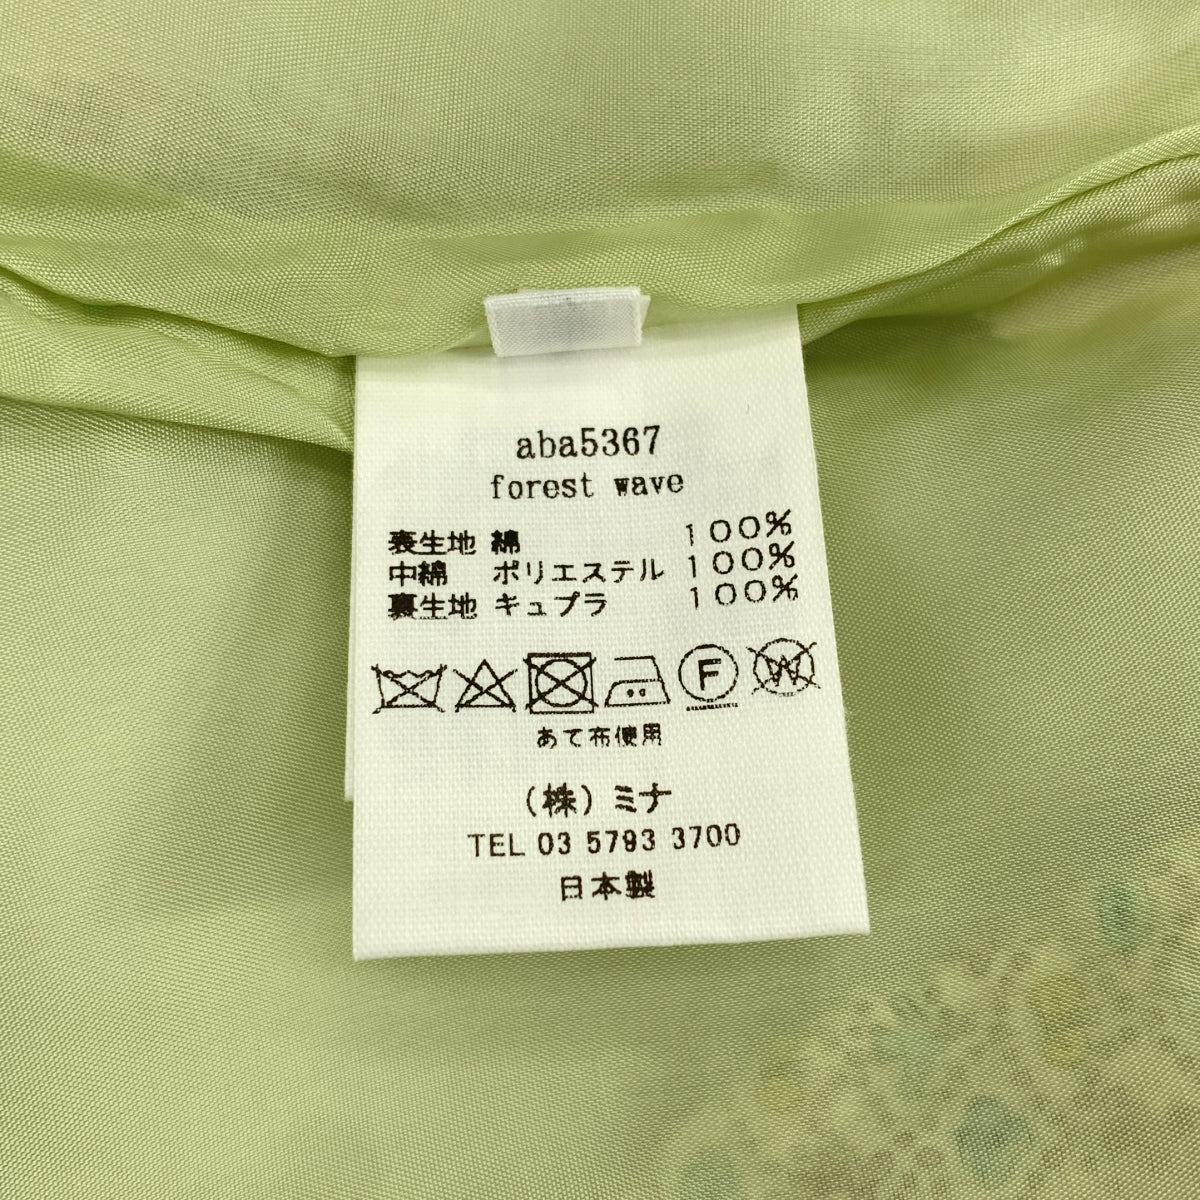 aba5367
forest wave
表生地 綿 100%
中綿 ポリエステル 100%
裏生地 キュプラ 100%
F W
あて布使用
(株)ミナ
TEL 03 5793 3700
日本製